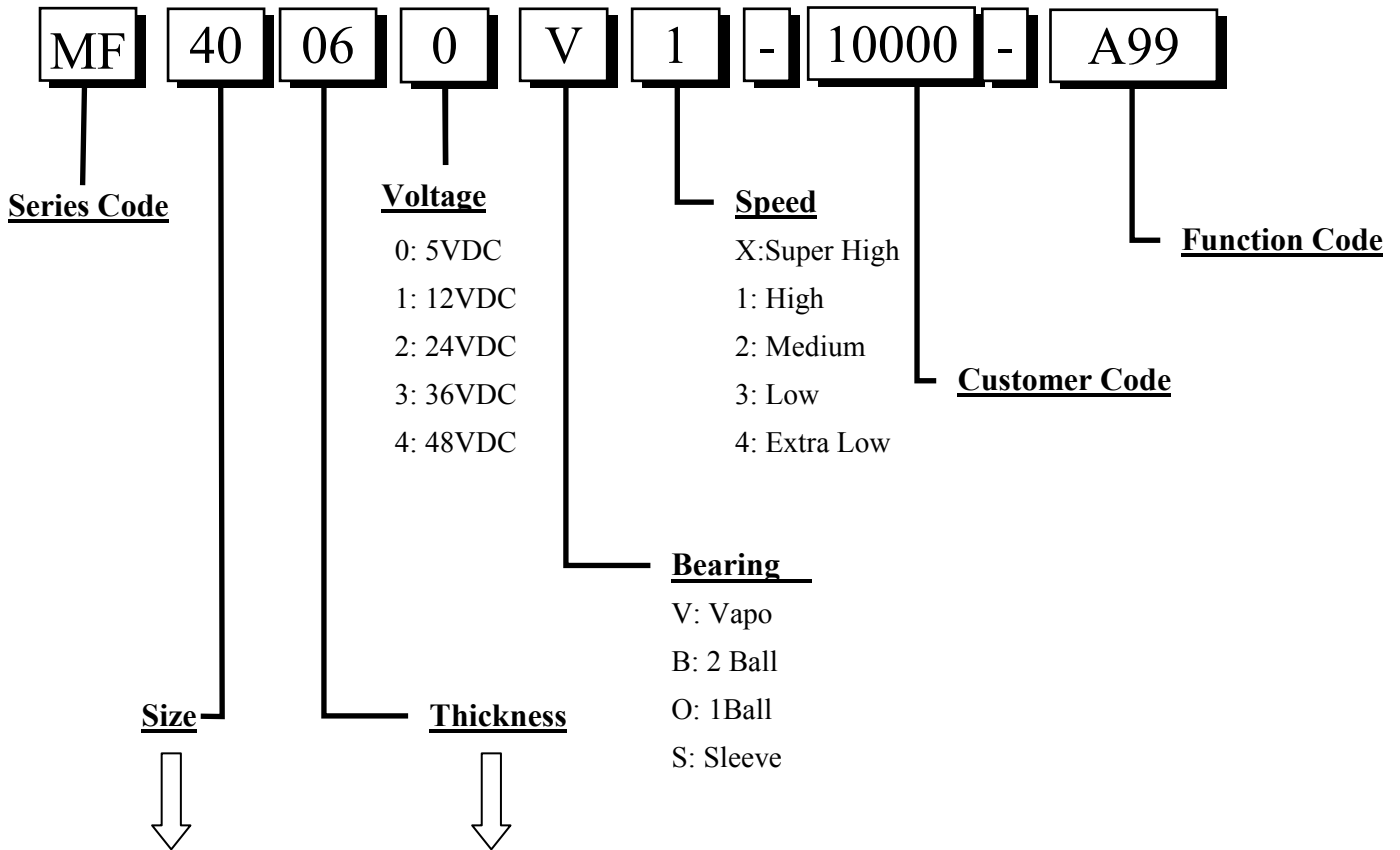 MF 40 06 0 V 1 - 10000 - A99
Series Code
Voltage
0: 5VDC
1: 12VDC
2: 24VDC
3: 36VDC
4: 48VDC
Speed
X:Super High
1: High
2: Medium
3: Low
4: Extra Low
Function Code
Customer Code
Bearing
V: Vapo
B: 2 Ball
O: 1Ball
S: Sleeve
Size
Thickness